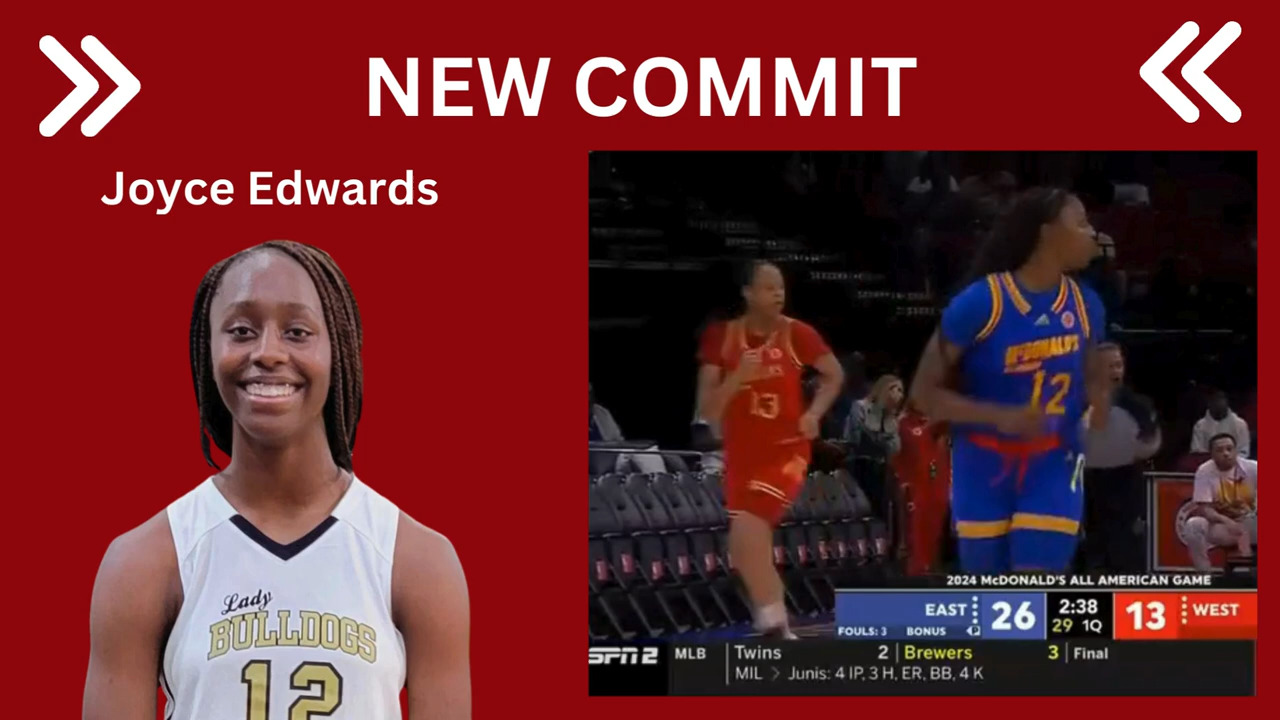 NEW COMMIT
Joyce Edwards
Lady
BULLDOGS
12
13
McDONALD'S
12
2024 McDONALD'S ALL AMERICAN GAME
EAST 26 2:38 13 WEST
FOULS: 3 BONUS P 29 1Q
ESPN2 MLB Twins 2 Brewers 3 Final
MIL > Junis: 4 IP, 3 H, ER, BB, 4 K